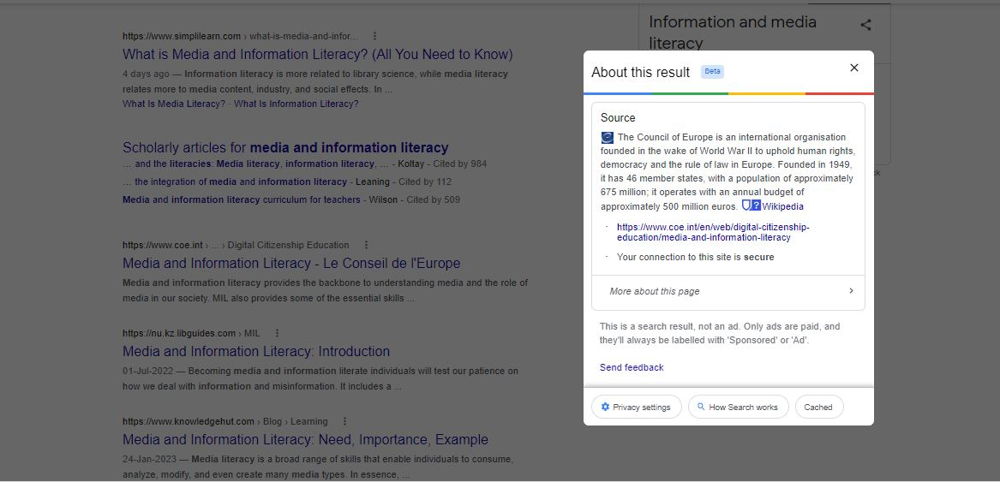 https://www.simplilearn.com › what-is-media-and-infor...
What is Media and Information Literacy? (All You Need to Know)
4 days ago — Information literacy is more related to library science, while media literacy
relates more to media content, industry, and social effects. In ...
What Is Media Literacy? · What Is Information Literacy?
Scholarly articles for media and information literacy
... and the literacies: Media literacy, information literacy, ... - Koltay - Cited by 984
... the integration of media and information literacy - Leaning - Cited by 112
Media and information literacy curriculum for teachers - Wilson - Cited by 509
https://www.coe.int › ... › Digital Citizenship Education
Media and Information Literacy - Le Conseil de l'Europe
Media and information literacy provides the backbone to understanding media and the role of
media in our society. MIL also provides some of the essential skills ...
https://nu.kz.libguides.com › MIL
Media and Information Literacy: Introduction
01-Jul-2022 — Becoming media and information literate individuals will test our patience on
how we deal with information and misinformation. It includes a ...
https://www.knowledgehut.com › Blog › Learning
Media and Information Literacy: Need, Importance, Example
24-Jan-2023 — Media literacy is a broad range of skills that enable individuals to consume,
analyze, modify, and even create many media types. In essence, ...
Information and media
literacy
About this result Beta
Source
The Council of Europe is an international organisation
founded in the wake of World War II to uphold human rights,
democracy and the rule of law in Europe. Founded in 1949,
it has 46 member states, with a population of approximately
675 million; it operates with an annual budget of
approximately 500 million euros. Wikipedia
https://www.coe.int/en/web/digital-citizenship-
education/media-and-information-literacy
Your connection to this site is secure
More about this page
This is a search result, not an ad. Only ads are paid, and
they'll always be labelled with 'Sponsored' or 'Ad'.
Send feedback
Privacy settings
How Search works
Cached